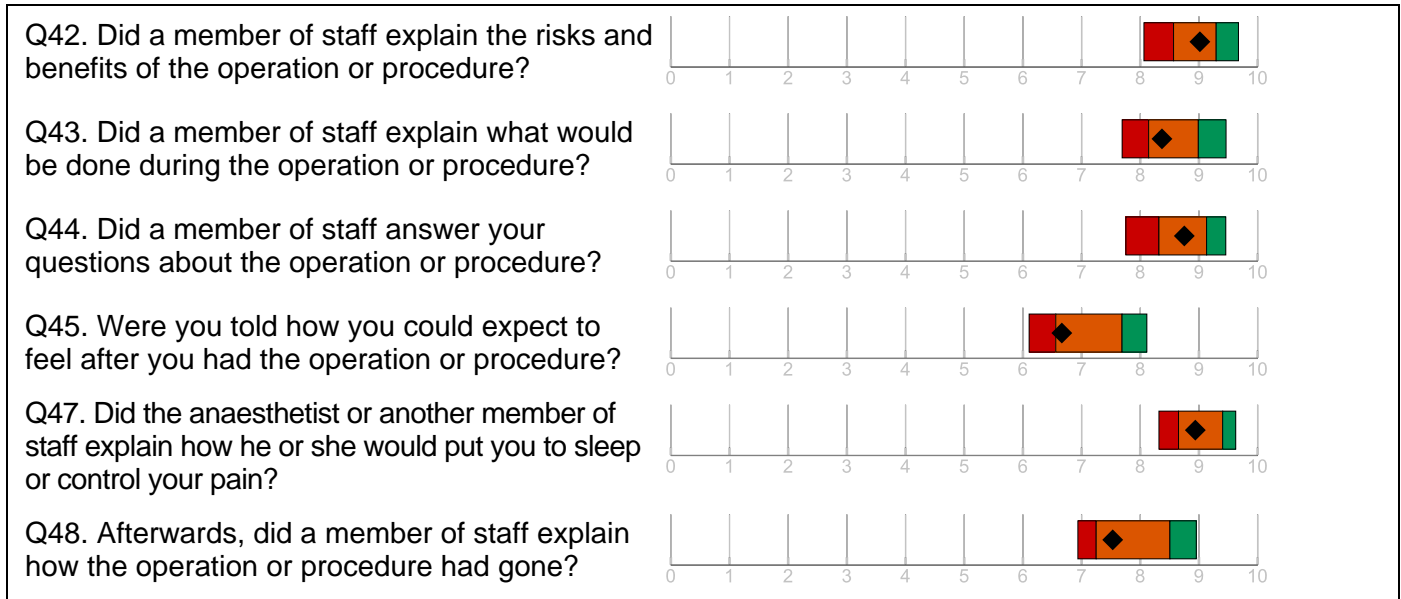 Q42. Did a member of staff explain the risks and
benefits of the operation or procedure?
0 1 2 3 4 5 6 7 8 9 10
Q43. Did a member of staff explain what would
be done during the operation or procedure?
0 1 2 3 4 5 6 7 8 9 10
Q44. Did a member of staff answer your
questions about the operation or procedure?
0 1 2 3 4 5 6 7 8 9 10
Q45. Were you told how you could expect to
feel after you had the operation or procedure?
0 1 2 3 4 5 6 7 8 9 10
Q47. Did the anaesthetist or another member of
staff explain how he or she would put you to sleep
or control your pain?
0 1 2 3 4 5 6 7 8 9 10
Q48. Afterwards, did a member of staff explain
how the operation or procedure had gone?
0 1 2 3 4 5 6 7 8 9 10